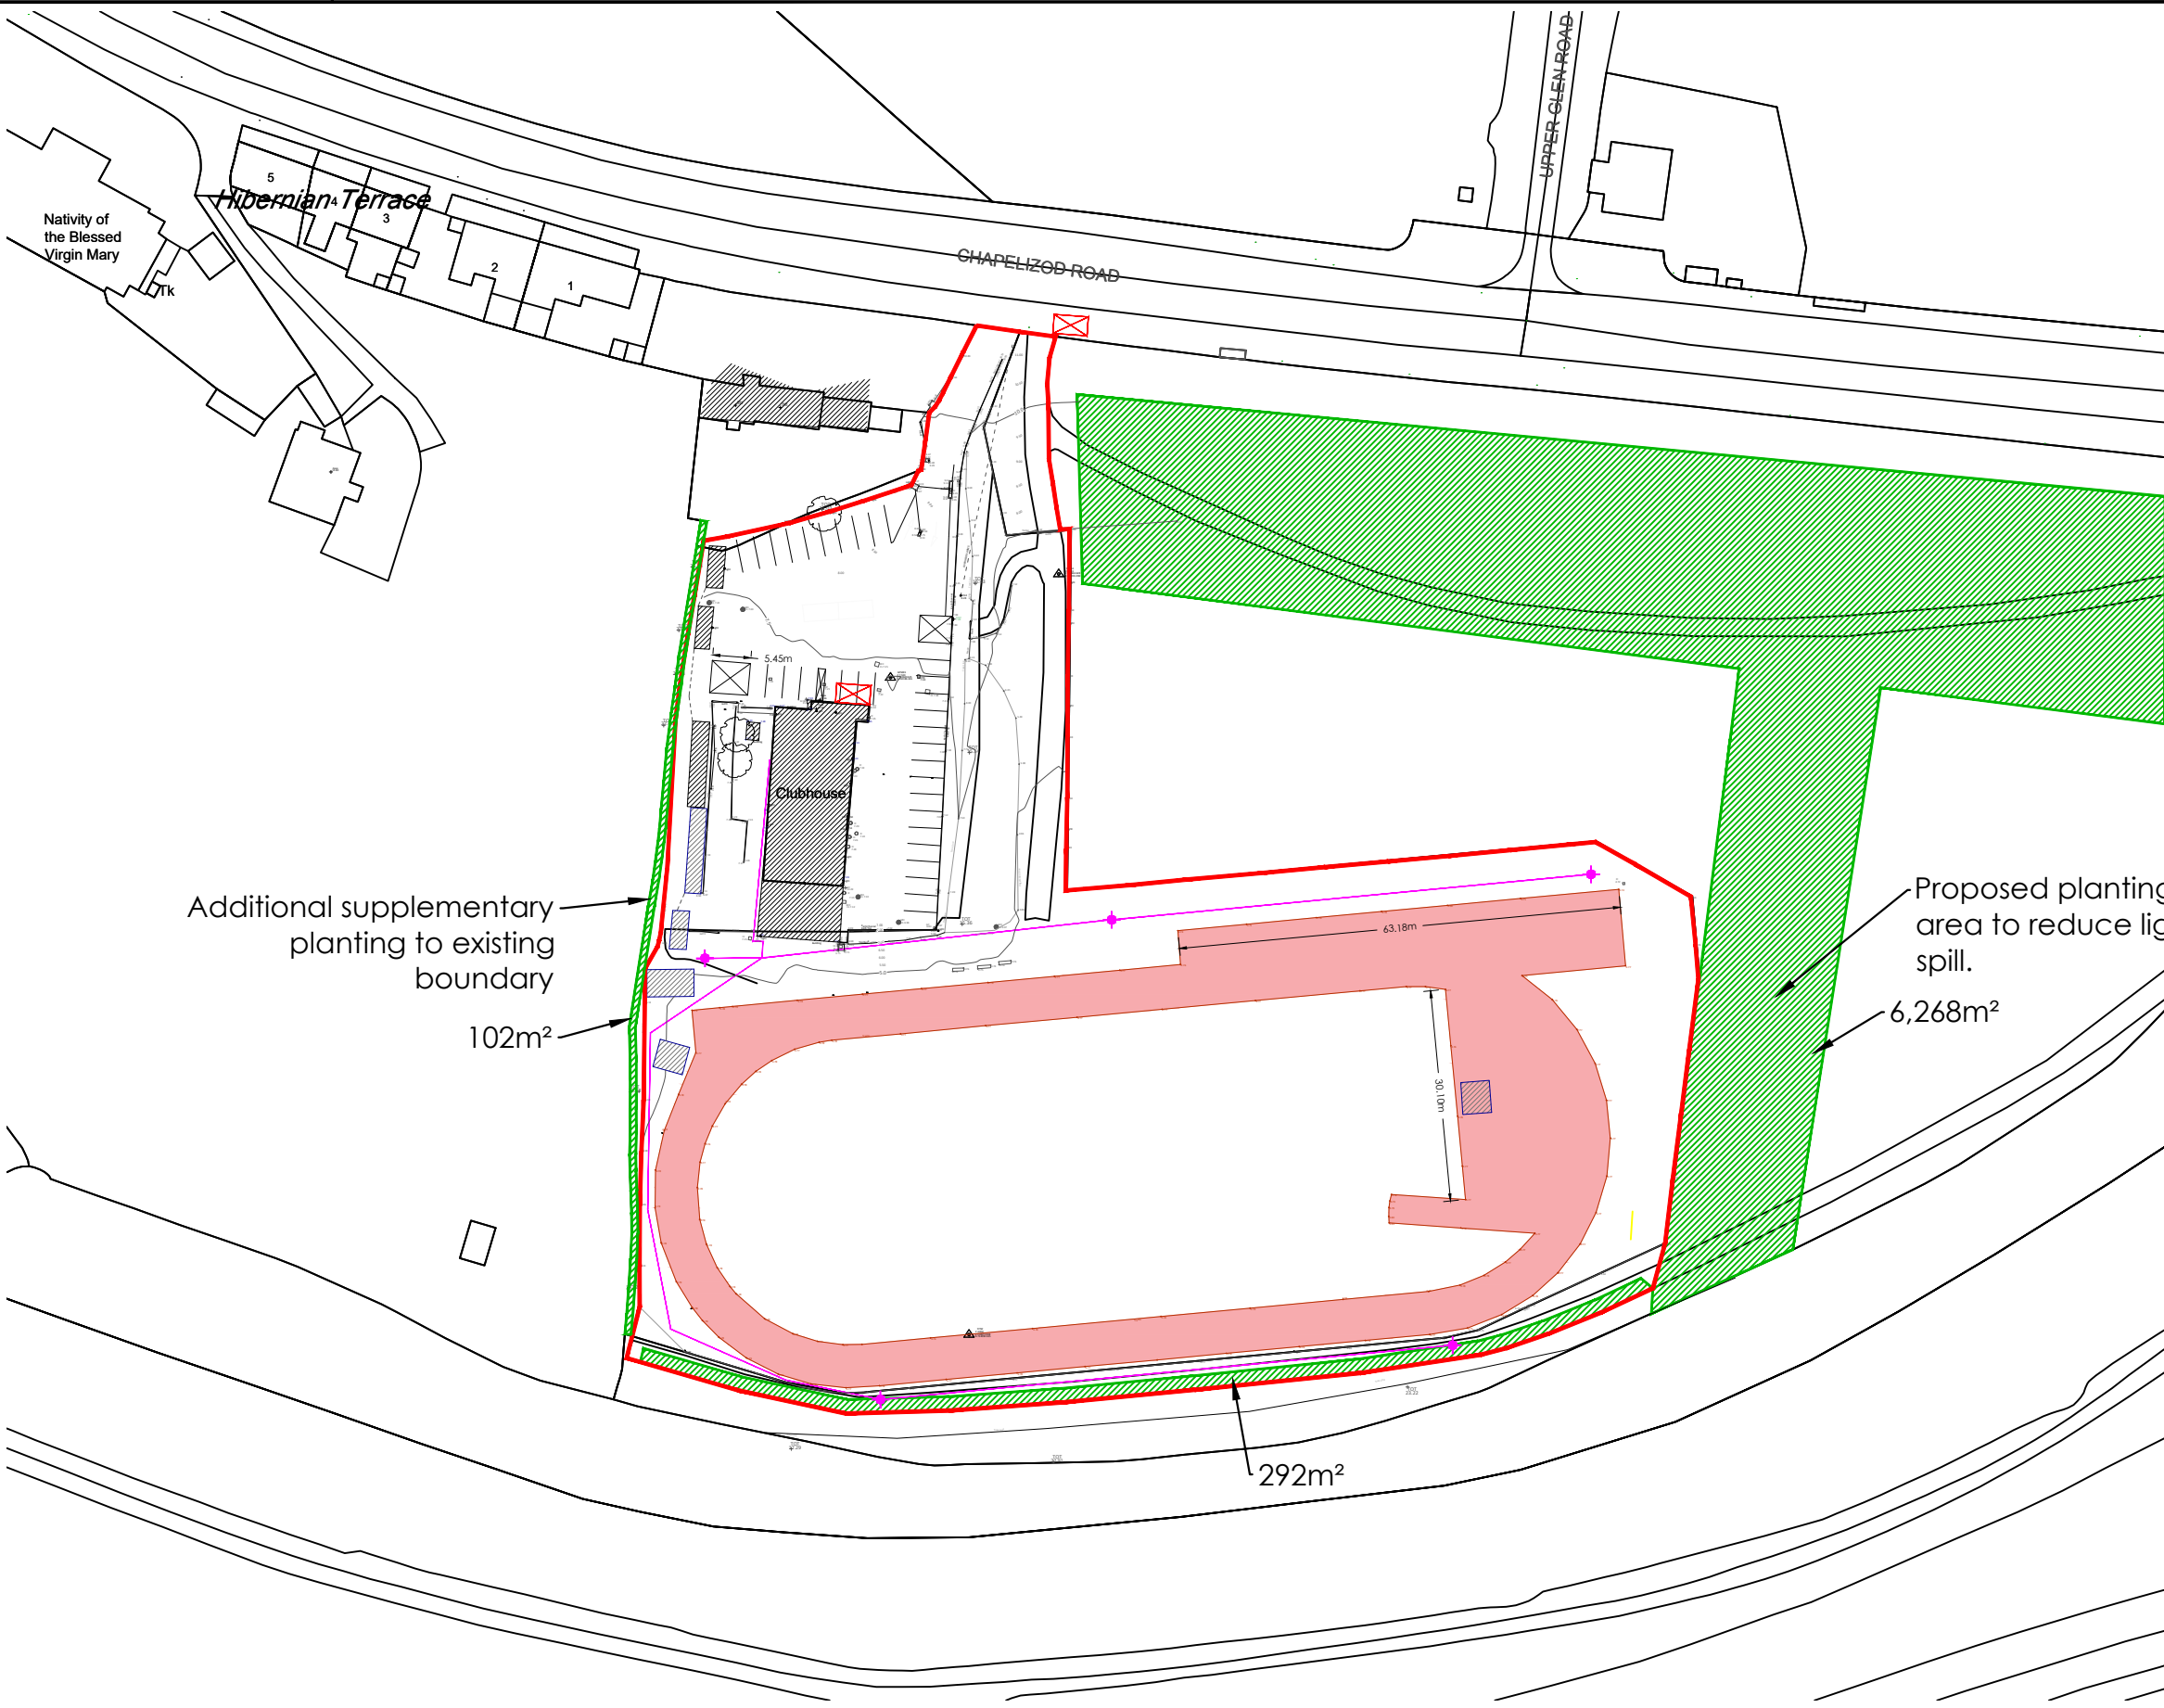 UPPER GLEN ROAD
5
Hibernian Terrace
4
3
Nativity of
the Blessed
Virgin Mary
Tk
2
1
CHAPELIZOD ROAD
5.45m
Clubhouse
Additional supplementary
planting to existing
boundary
102m²
63.18m
30.10m
Proposed planting
area to reduce lig
spill.
6,268m²
292m²